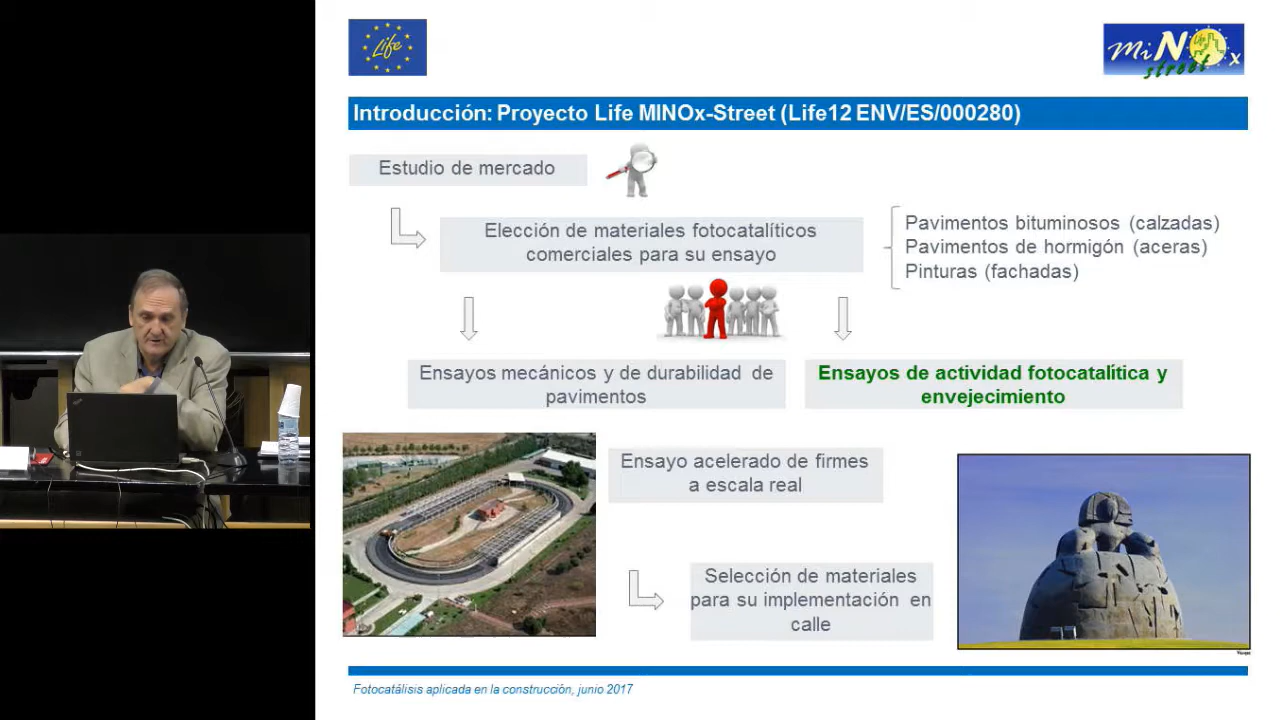 Life
MiNOx
street
Introducción: Proyecto Life MINOx-Street (Life12 ENV/ES/000280)
Estudio de mercado
Elección de materiales fotocatalíticos
comerciales para su ensayo
Pavimentos bituminosos (calzadas)
Pavimentos de hormigón (aceras)
Pinturas (fachadas)
Ensayos mecánicos y de durabilidad de
pavimentos
Ensayos de actividad fotocatalítica y
envejecimiento
Ensayo acelerado de firmes
a escala real
Selección de materiales
para su implementación en
calle
Fotocatálisis aplicada en la construcción, junio 2017